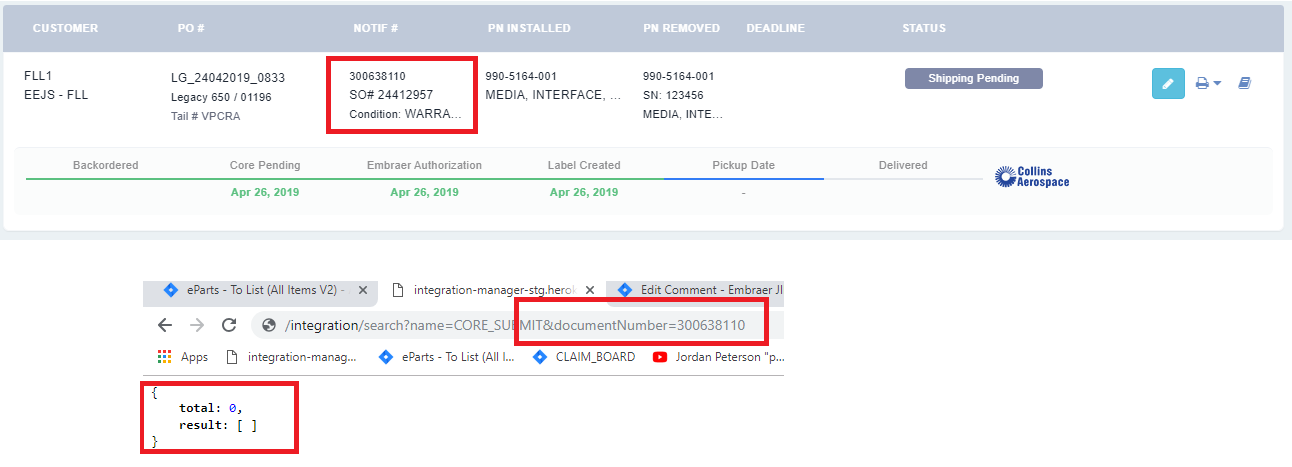 CUSTOMER PO # NOTIF # PN INSTALLED PN REMOVED DEADLINE STATUS
FLL1 LG_24042019_0833 300638110 990-5164-001 990-5164-001 Shipping Pending
EEJS - FLL Legacy 650 / 01196 SO# 24412957 MEDIA, INTERFACE, ... SN: 123456
Tail # VPCRA Condition: WARRA... MEDIA, INTE...
Backordered Core Pending Embraer Authorization Label Created Pickup Date Delivered
Collins
Aerospace
Apr 26, 2019 Apr 26, 2019 Apr 26, 2019 -
eParts - To List (All Items V2) - integration-manager-stg.herok Edit Comment - Embraer JI
/integration/search?name=CORE_SUBMIT&documentNumber=300638110
Apps integration-manag... eParts - To List (All I... CLAIM_BOARD Jordan Peterson "p...
{
total: 0,
result: [ ]
}